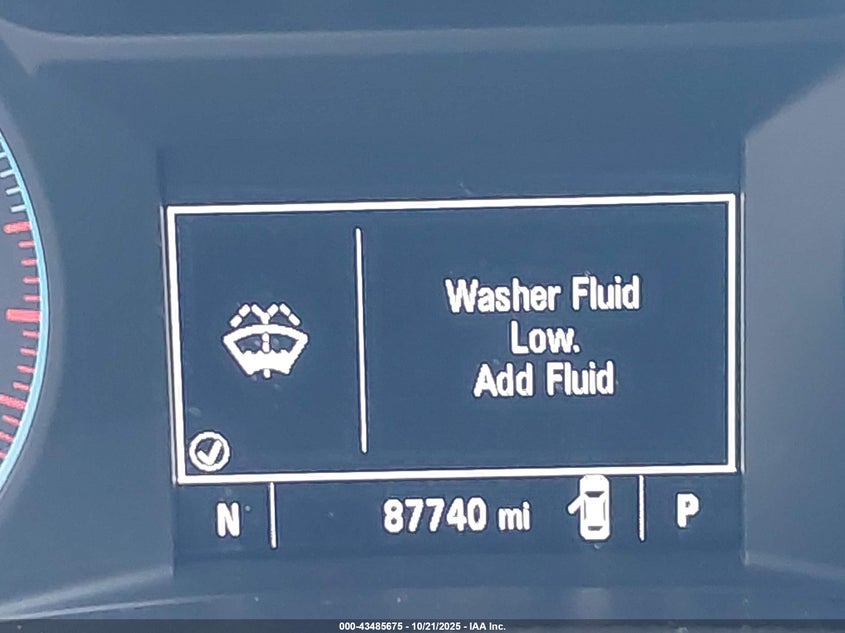 Washer Fluid
Low.
Add Fluid
N 87740 mi P
000-43485675 - 10/21/2025 - IAA Inc.